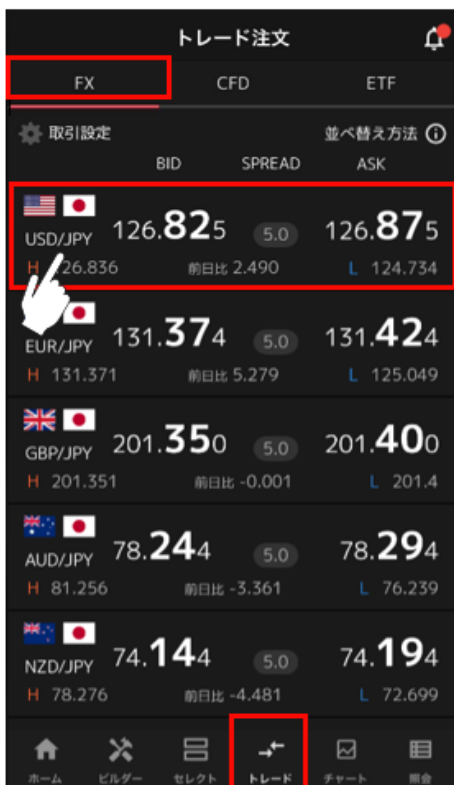 トレード注文
FX CFD ETF
取引設定 並べ替え方法
BID SPREAD ASK
USD/JPY 126.825 5.0 126.875
H 126.836 前日比 2.490 L 124.734
EUR/JPY 131.374 5.0 131.424
H 131.371 前日比 5.279 L 125.049
GBP/JPY 201.350 5.0 201.400
H 201.351 前日比 -0.001 L 201.4
AUD/JPY 78.244 5.0 78.294
H 81.256 前日比 -3.361 L 76.239
NZD/JPY 74.144 5.0 74.194
H 78.276 前日比 -4.481 L 72.699
ホーム ビルダー セレクト トレード チャート 照会